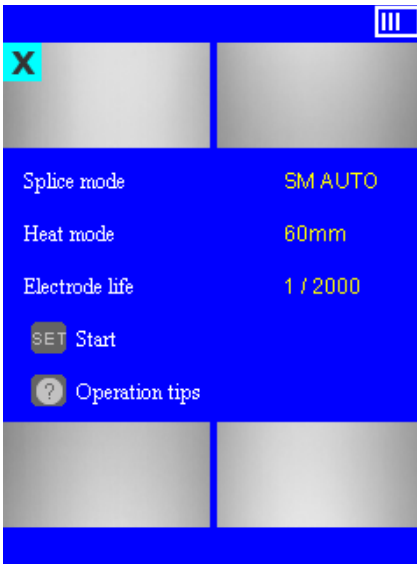 X
Splice mode SM AUTO
Heat mode 60mm
Electrode life 1 / 2000
SET Start
? Operation tips